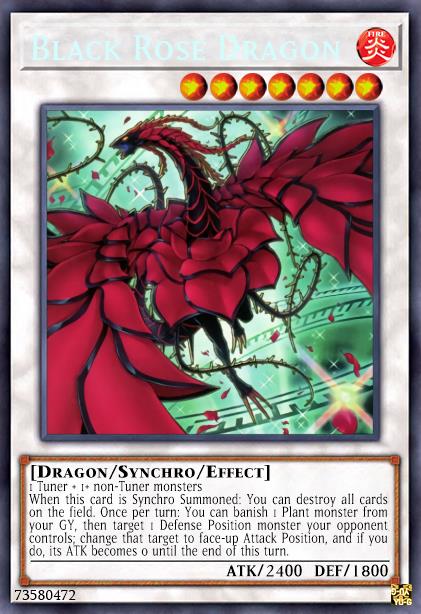 Black Rose Dragon
FIRE
炎
[Dragon/Synchro/Effect]
1 Tuner + 1+ non-Tuner monsters
When this card is Synchro Summoned: You can destroy all cards
on the field. Once per turn: You can banish 1 Plant monster from
your GY, then target 1 Defense Position monster your opponent
controls; change that target to face-up Attack Position, and if you
do, its ATK becomes 0 until the end of this turn.
ATK/2400 DEF/1800
73580472